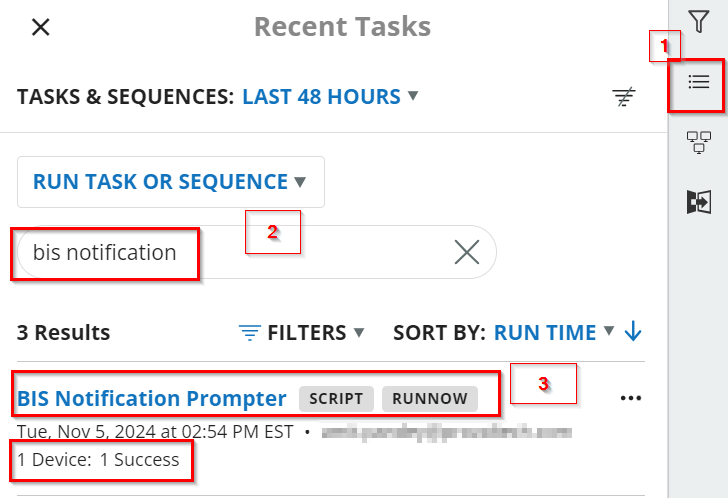 Recent Tasks
1
TASKS & SEQUENCES: LAST 48 HOURS
RUN TASK OR SEQUENCE
2
bis notification
3 Results
FILTERS
SORT BY: RUN TIME
3
BIS Notification Prompter SCRIPT RUNNOW
Tue, Nov 5, 2024 at 02:54 PM EST •
1 Device: 1 Success